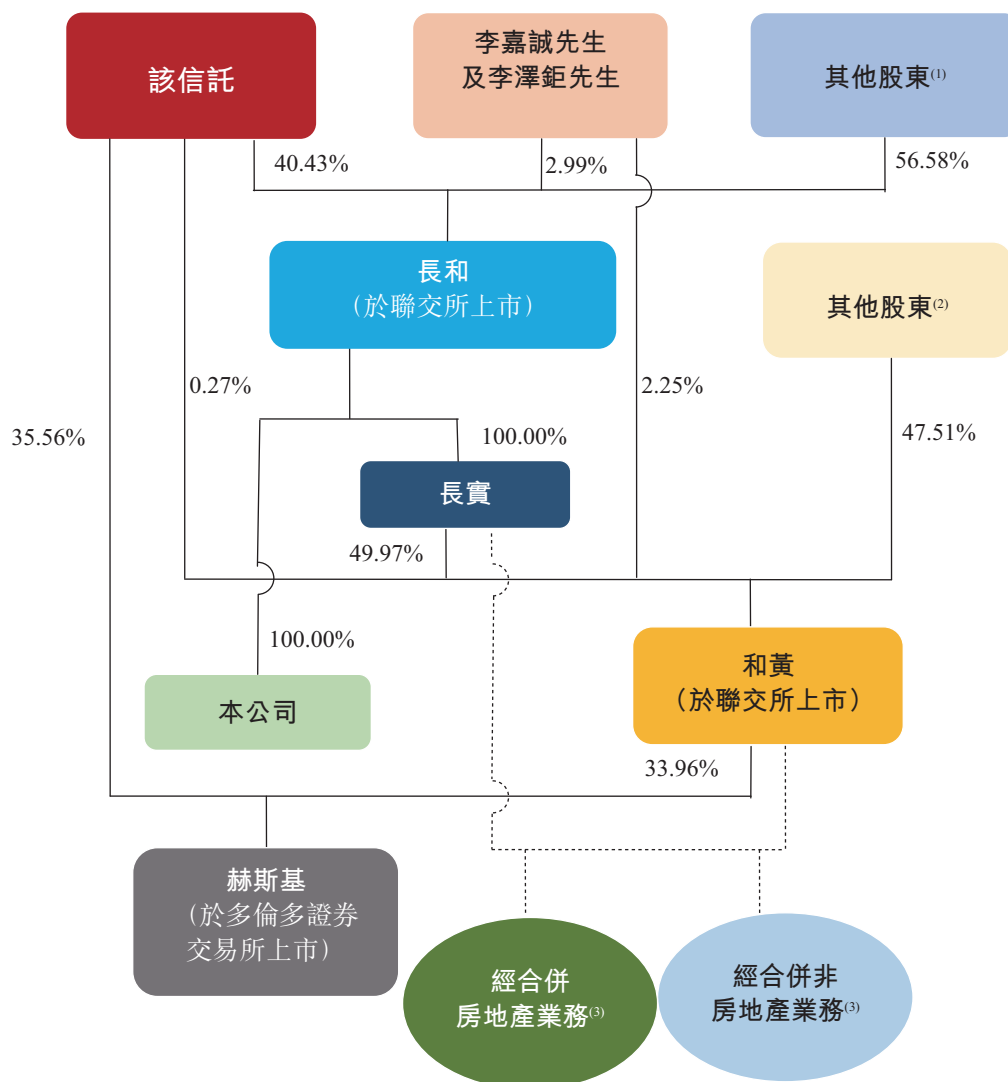 該信託
李嘉誠先生
及李澤鉅先生
其他股東(1)
40.43%
2.99%
56.58%
長和
(於聯交所上市)
其他股東(2)
0.27%
2.25%
35.56%
100.00%
47.51%
長實
49.97%
100.00%
和黃
(於聯交所上市)
本公司
33.96%
赫斯基
(於多倫多證券
交易所上市)
經合併
房地產業務(3)
經合併非
房地產業務(3)